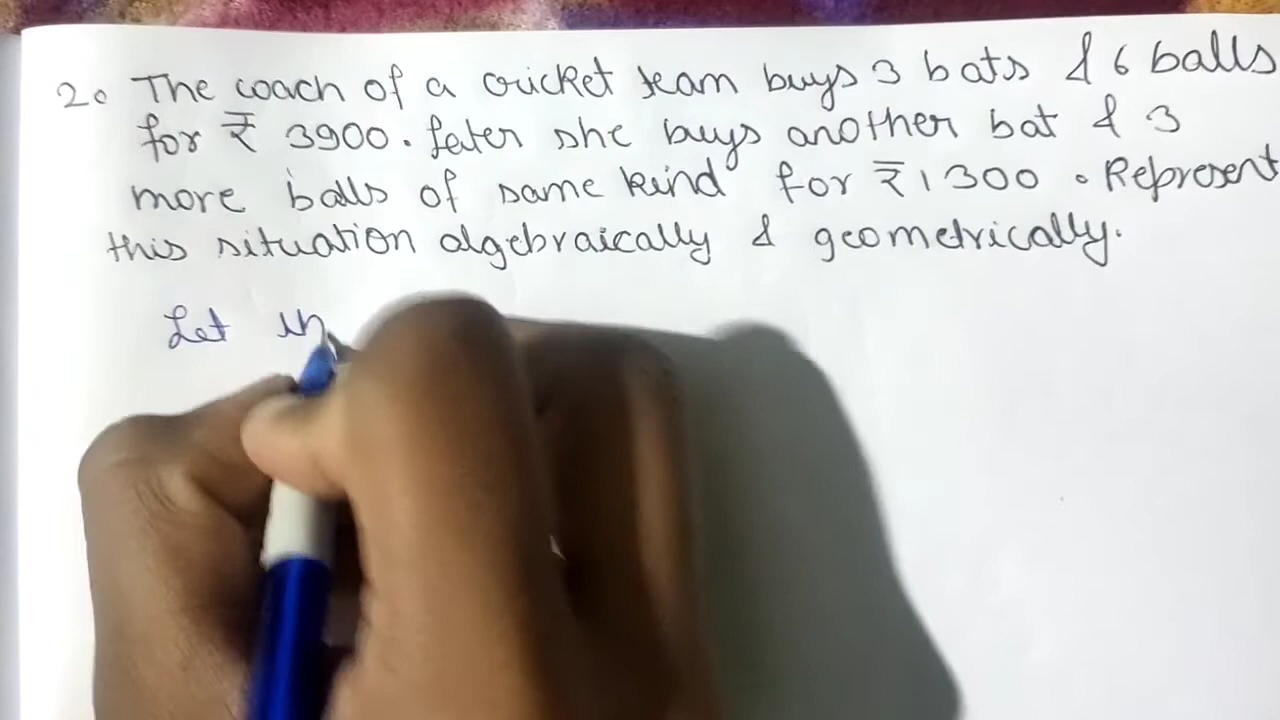 2. The coach of a cricket team buys 3 bats & 6 balls
for ₹ 3900. Later she buys another bat & 3
more balls of same kind for ₹1300. Represent
this situation algebraically & geometrically.
Let